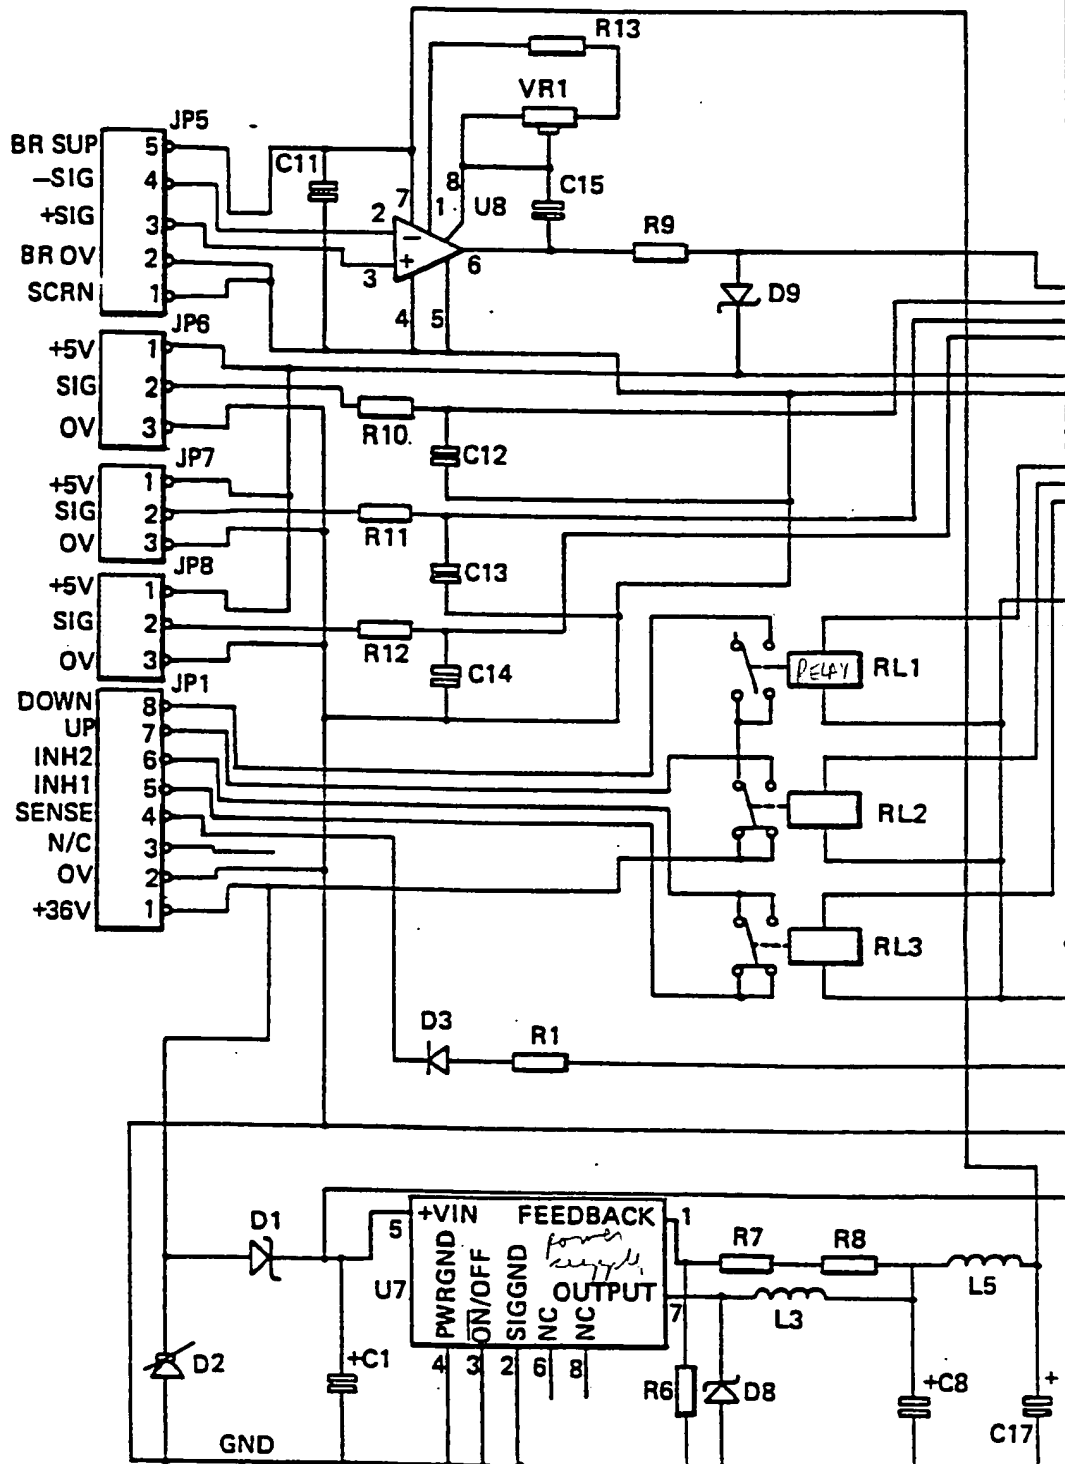 R13
VR1
JP5
BR SUP 5
C11
–SIG 4
8
C15
7
+SIG 3
2
1
U8
R9
–
BR OV 2
+
6
3
SCRN 1
D9
4
5
JP6
+5V 1
SIG 2
R10.
OV 3
C12
JP7
+5V 1
SIG 2
R11
OV 3
JP8
C13
+5V 1
SIG 2
R12
OV 3
RELAY
RL1
C14
JP1
DOWN 8
UP 7
INH2 6
INH1 5
SENSE 4
RL2
N/C 3
OV 2
+36V 1
RL3
D3
R1
D1
5
+VIN
FEEDBACK
1
power
supply
R7
R8
U7
PWRGND
ON/OFF
SIGGND
NC
NC
OUTPUT
7
L3
L5
D2
+C1
4
3
2
6
8
R6
D8
+C8
+
C17
GND